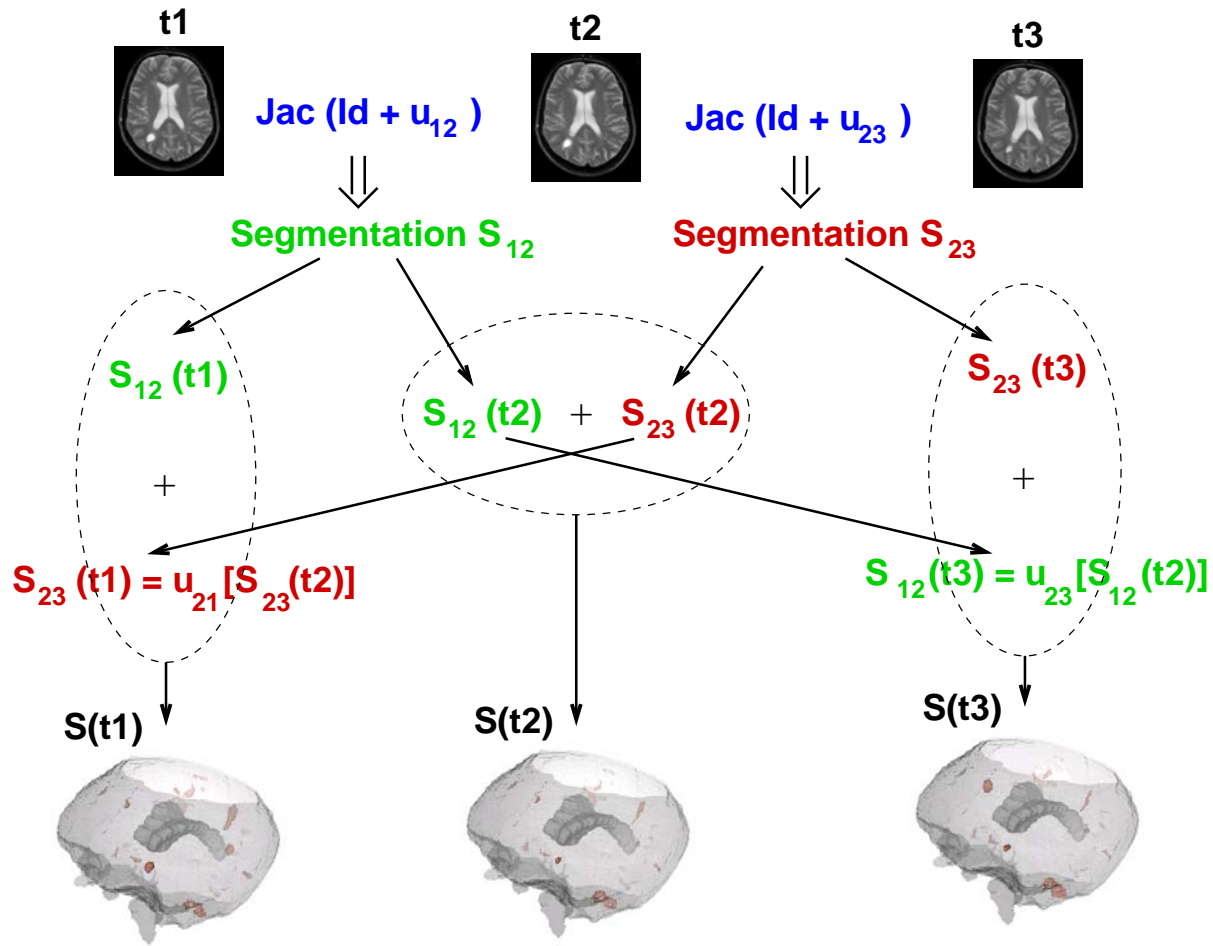 t1
t2
t3
Jac (Id + u₁₂ )
Jac (Id + u₂₃ )
Segmentation S₁₂
Segmentation S₂₃
S₁₂ (t1)
S₂₃ (t3)
S₁₂ (t2) + S₂₃ (t2)
+
+
S₂₃ (t1) = u₂₁[S₂₃(t2)]
S₁₂(t3) = u₂₃[S₁₂(t2)]
S(t1)
S(t2)
S(t3)